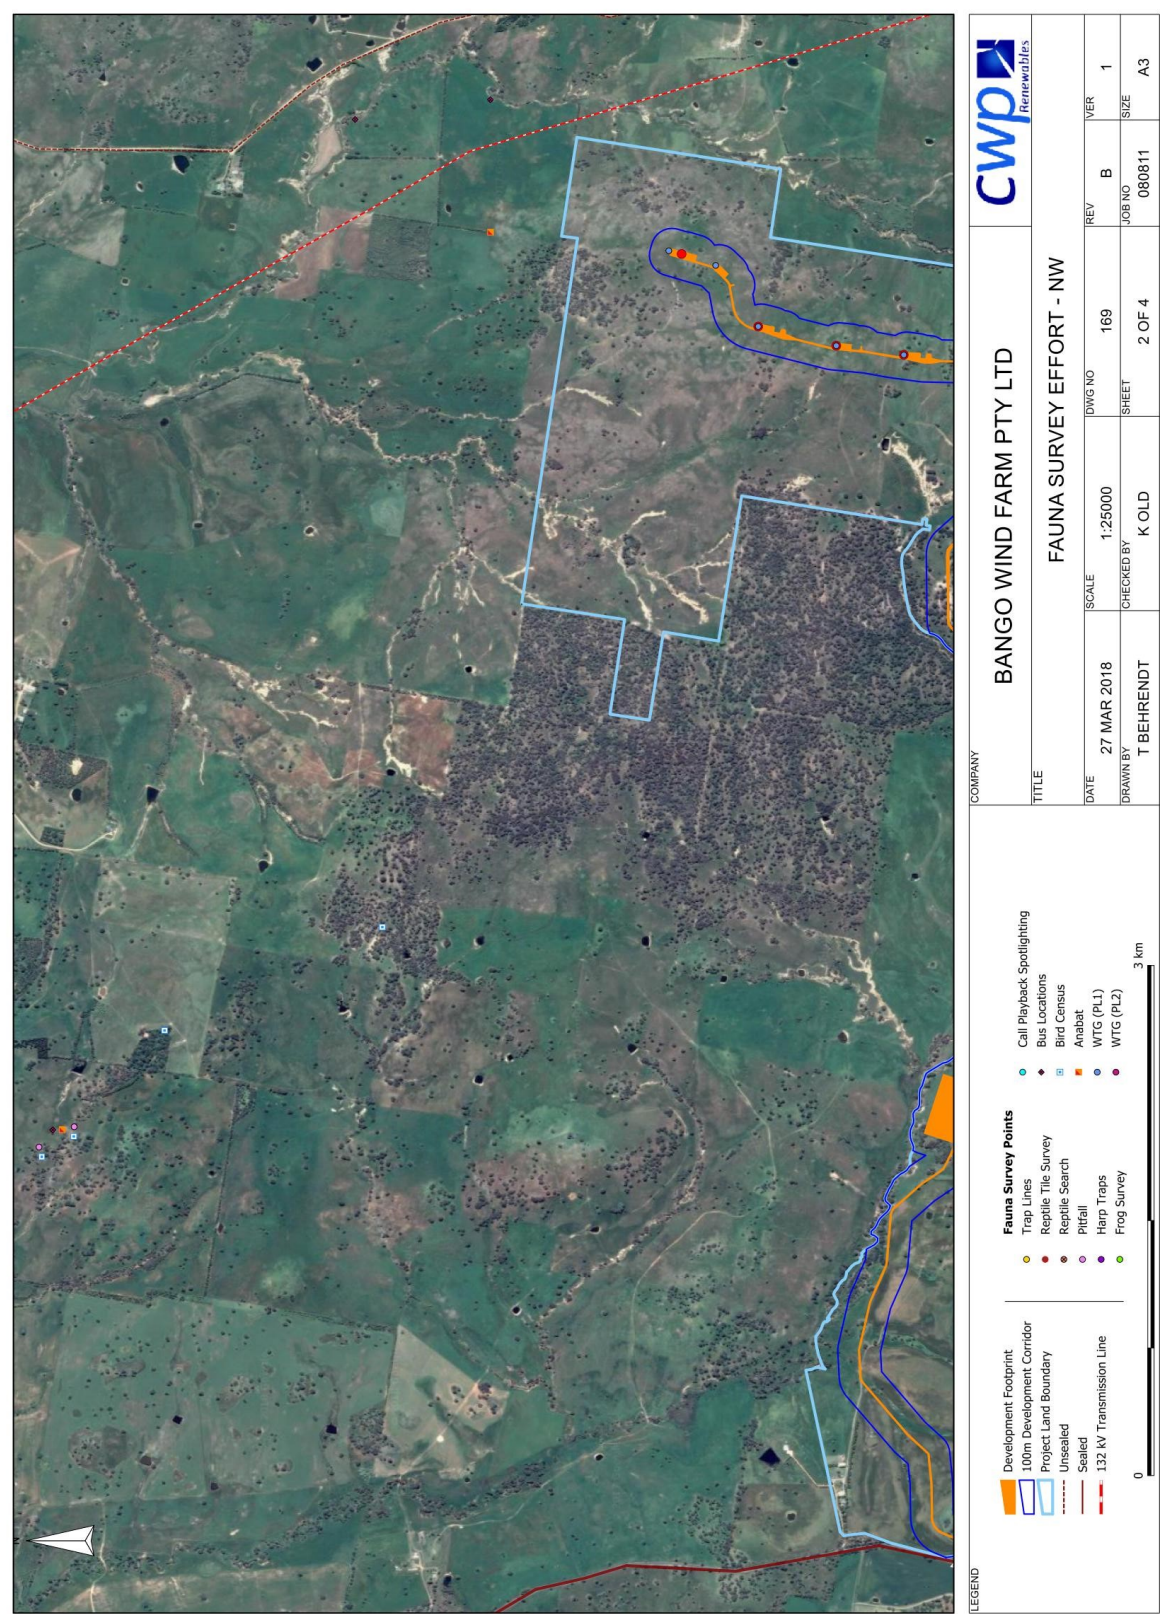 N
LEGEND
Development Footprint
100m Development Corridor
Project Land Boundary
Unsealed
Sealed
132 kV Transmission Line
Fauna Survey Points
Trap Lines
Reptile Tile Survey
Reptile Search
Pitfall
Harp Traps
Frog Survey
Call Playback Spotlighting
Bus Locations
Bird Census
Anabat
WTG (PL1)
WTG (PL2)
0
3 km
COMPANY
BANGO WIND FARM PTY LTD
cwp
Renewables
TITLE
FAUNA SURVEY EFFORT - NW
DATE
27 MAR 2018
SCALE
1:25000
DWG NO
169
REV
B
VER
1
DRAWN BY
T BEHRENDT
CHECKED BY
K OLD
SHEET
2 OF 4
JOB NO
080811
SIZE
A3